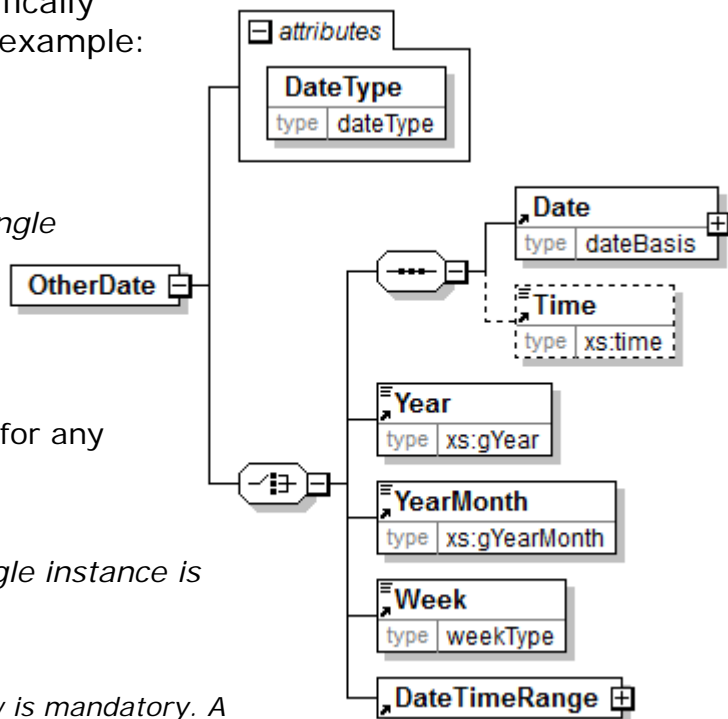 fically
example:
attributes
DateType
type dateType
ngle
Date
type dateBasis
OtherDate
Time
type xs:time
Year
type xs:gYear
for any
YearMonth
type xs:gYearMonth
gle instance is
Week
type weekType
DateTimeRange
y is mandatory. A